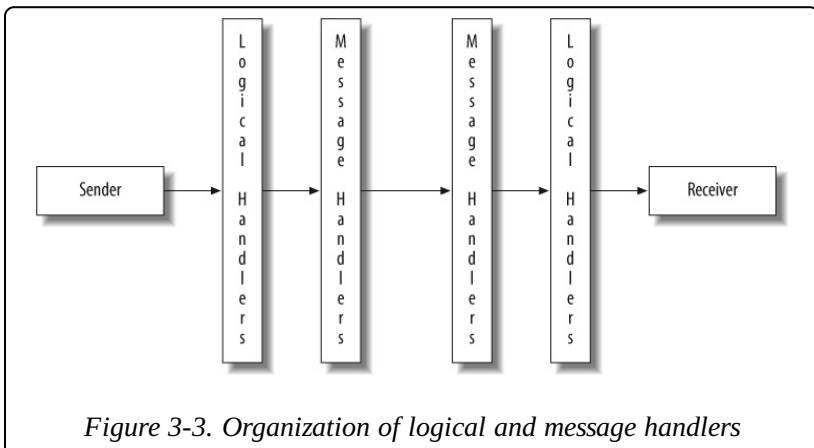 Sender
Logical Handlers
Message Handlers
Message Handlers
Logical Handlers
Receiver
Figure 3-3. Organization of logical and message handlers